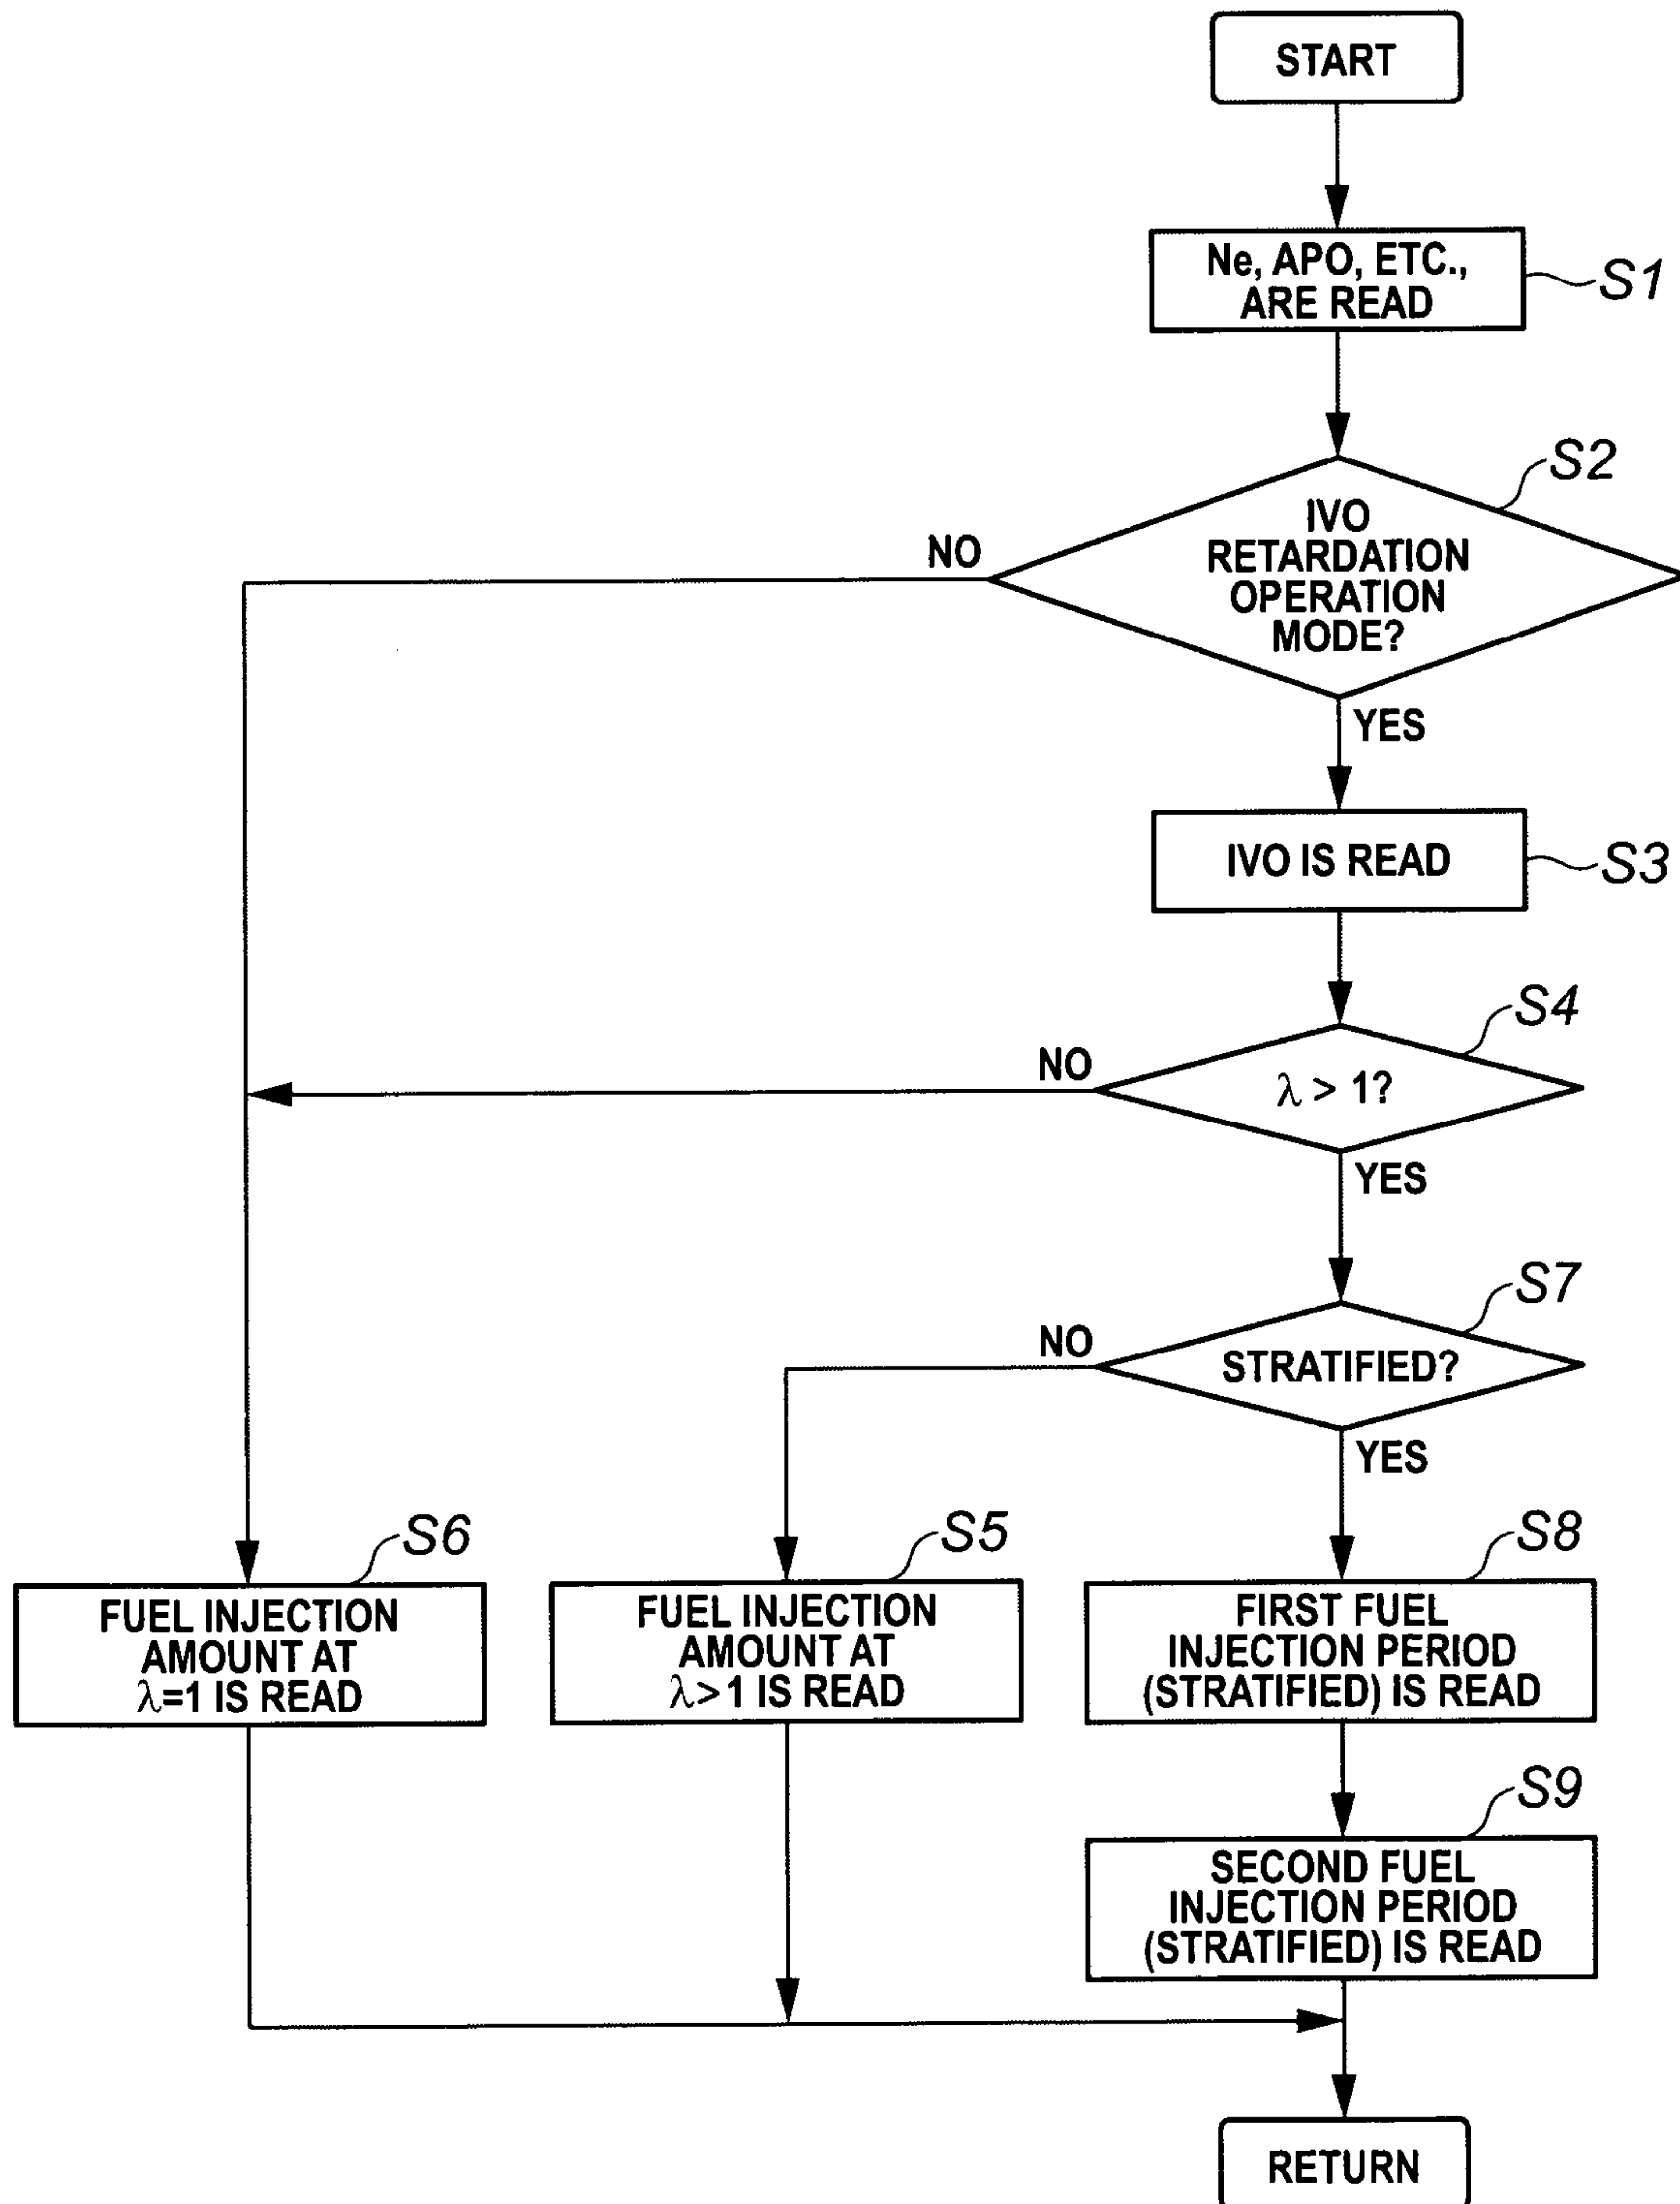 START
Ne, APO, ETC.,
ARE READ
S1
S2
IVO
RETARDATION
OPERATION
MODE?
NO
YES
IVO IS READ
S3
S4
λ > 1?
NO
YES
S7
STRATIFIED?
NO
YES
S6
FUEL INJECTION
AMOUNT AT
λ=1 IS READ
S5
FUEL INJECTION
AMOUNT AT
λ>1 IS READ
S8
FIRST FUEL
INJECTION PERIOD
(STRATIFIED) IS READ
S9
SECOND FUEL
INJECTION PERIOD
(STRATIFIED) IS READ
RETURN